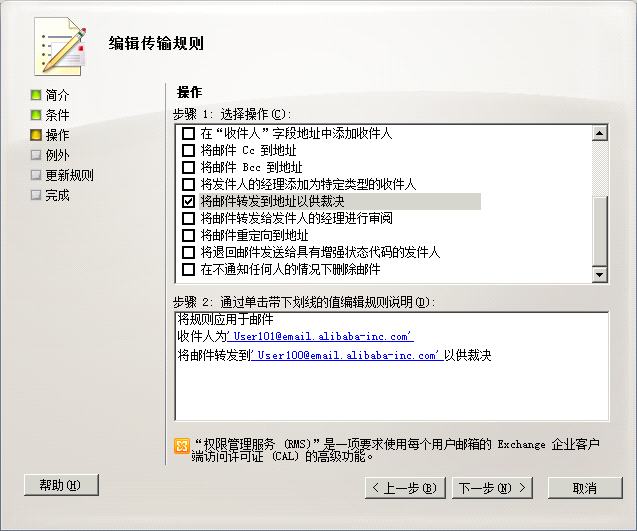 编辑传输规则
简介
条件
操作
例外
更新规则
完成
操作
步骤 1: 选择操作(C):
在“收件人”字段地址中添加收件人
将邮件 Cc 到地址
将邮件 Bcc 到地址
将发件人的经理添加为特定类型的收件人
将邮件转发到地址以供裁决
将邮件转发给发件人的经理进行审阅
将邮件重定向到地址
将退回邮件发送给具有增强状态代码的发件人
在不通知任何人的情况下删除邮件
步骤 2: 通过单击带下划线的值编辑规则说明(D):
将规则应用于邮件
收件人为'User101@email.alibaba-inc.com'
将邮件转发到'User100@email.alibaba-inc.com'以供裁决
“权限管理服务 (RMS)”是一项要求使用每个用户邮箱的 Exchange 企业客户
端访问许可证 (CAL) 的高级功能。
帮助(H)
< 上一步(B)
下一步(N) >
取消